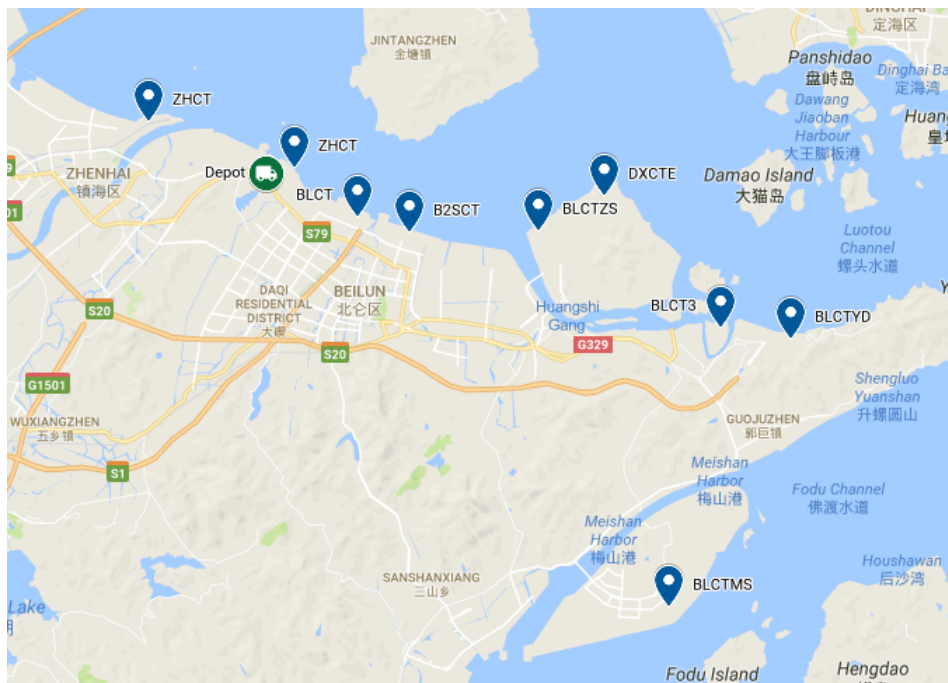 DINGHAI
定海区
JINTANGZHEN
金塘镇
Panshidao
盘峙岛
Dinghai Ba
定海湾
ZHCT
Dawang
Jiaoban
Harbour
大王脚板港
Huang
ZHCT
Depot
ZHENHAI
镇海区
DXCTE
Damao Island
大猫岛
BLCT
B2SCT
BLCTZS
01
S79
Luotou
Channel
螺头水道
DAQI
RESIDENTIAL
DISTRICT
大碶
BEILUN
北仑区
Huangshi
Gang
BLCT3
BLCTYD
S20
G329
S20
G1501
Shengluo
Yuanshan
升螺圆山
WUXIANGZHEN
五乡镇
GUOJUZHEN
郭巨镇
S1
Meishan
Harbor
梅山港
Fodu Channel
佛渡水道
Meishan
Harbor
梅山港
Houshawan
后沙湾
SANSHANXIANG
三山乡
BLCTMS
Lake
Fodu Island
Hengdao